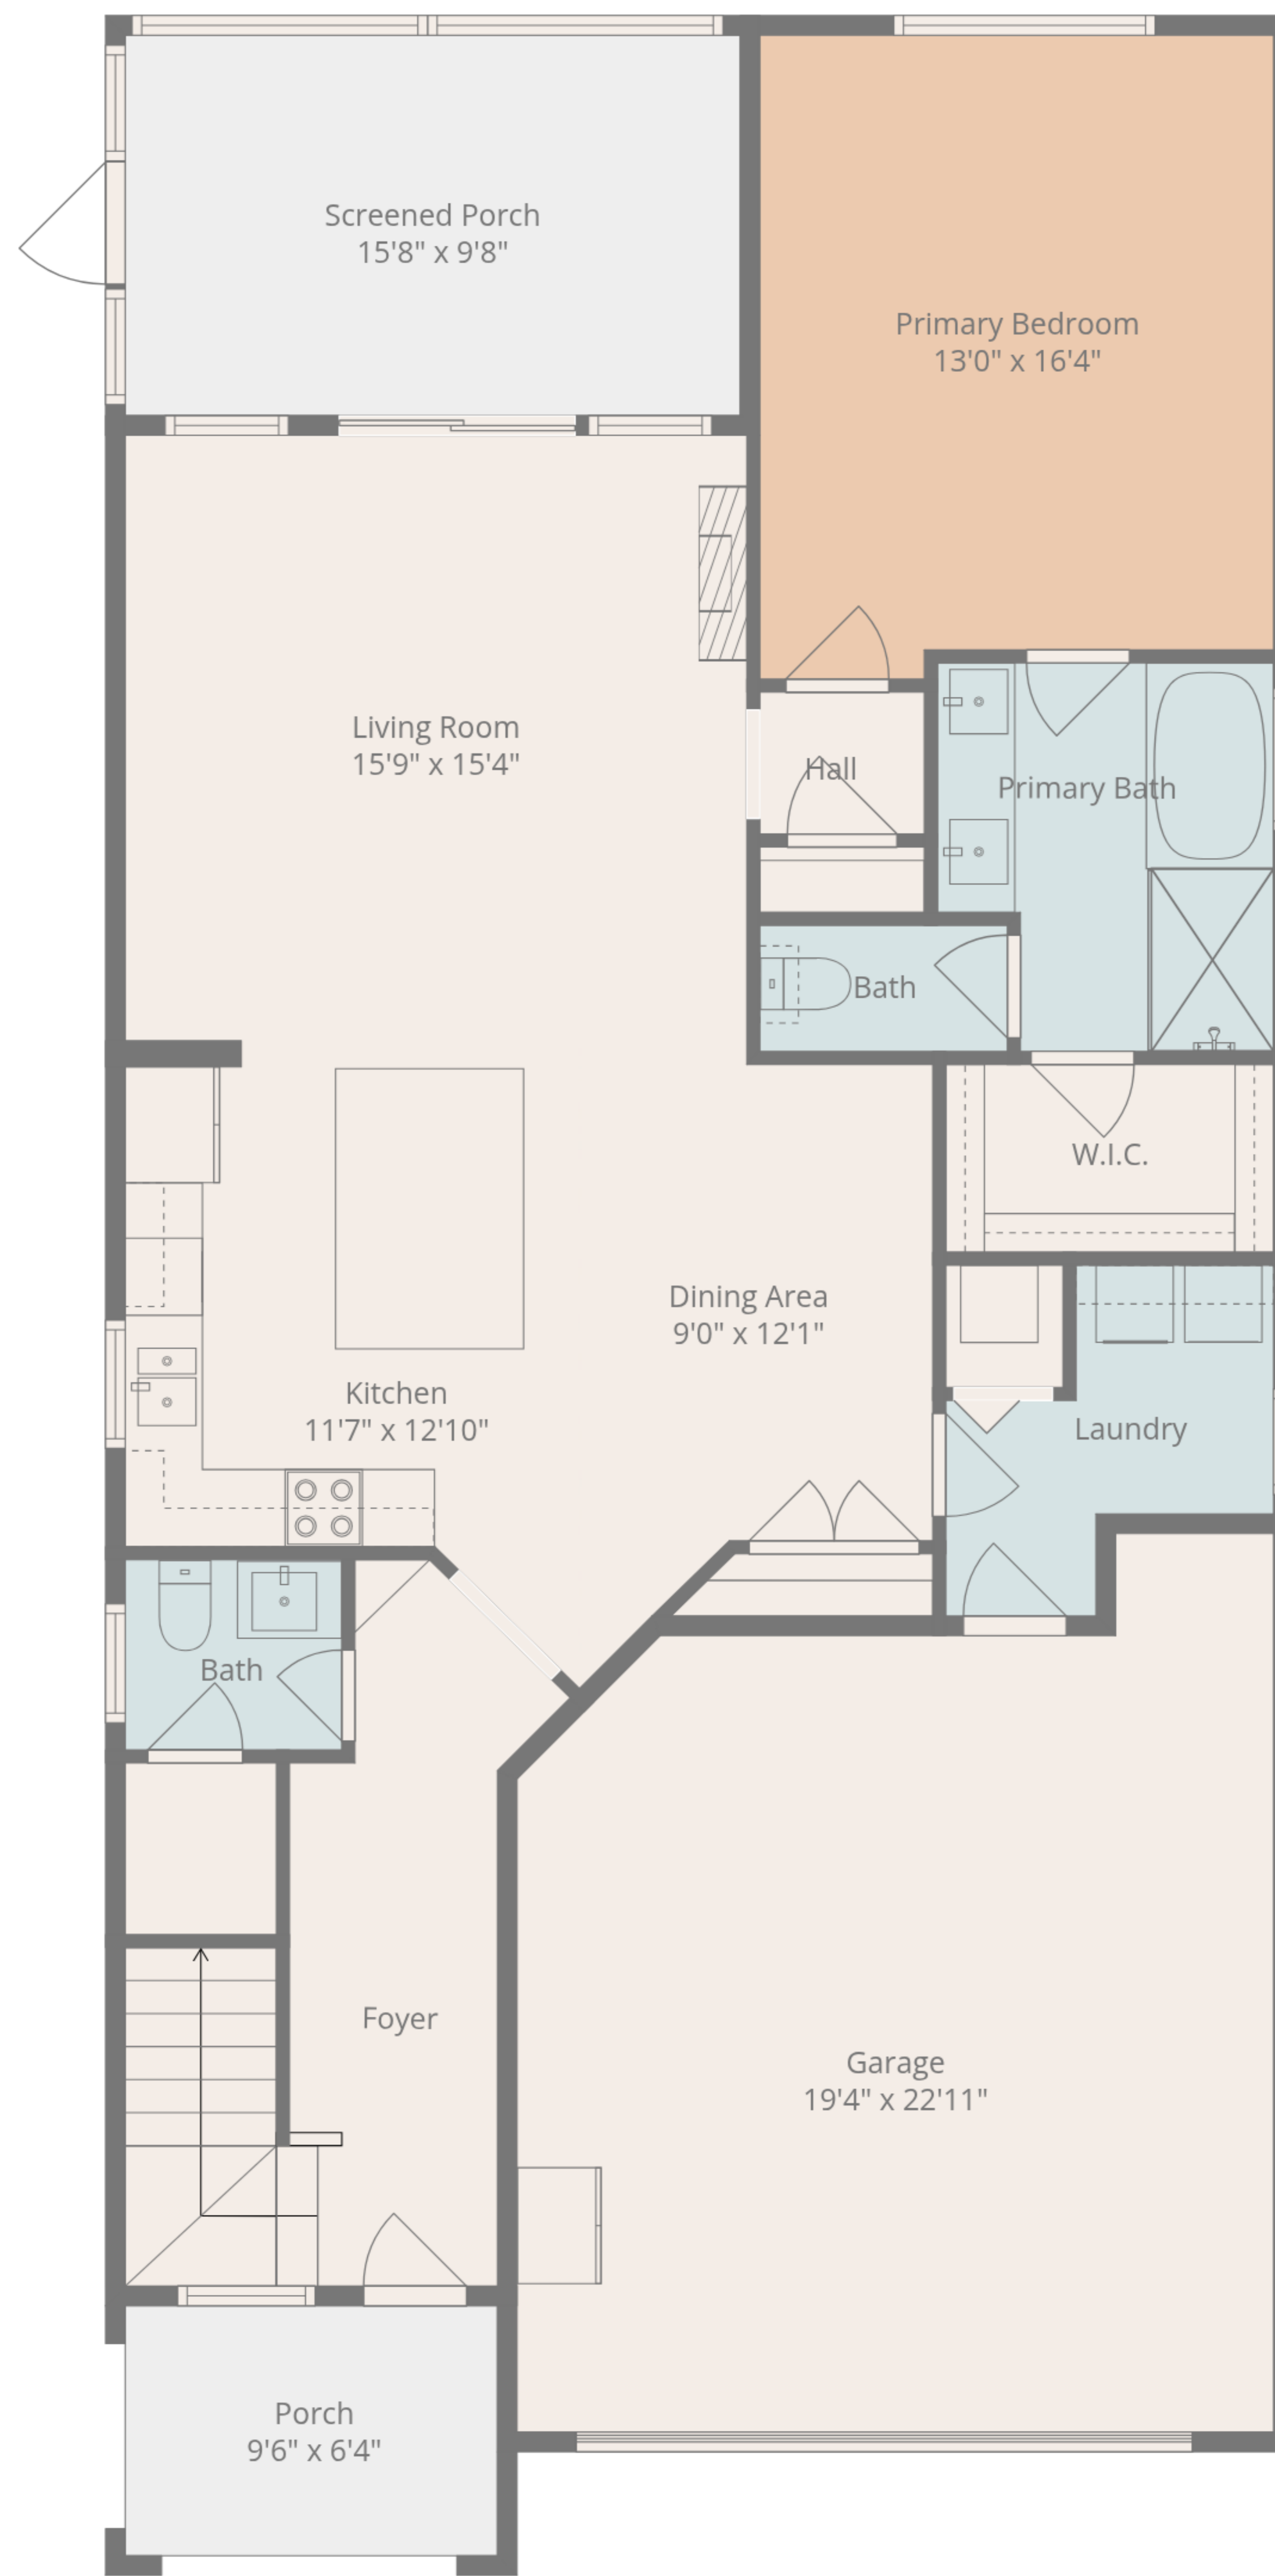 Screened Porch
15'8" x 9'8"
Primary Bedroom
13'0" x 16'4"
Living Room
15'9" x 15'4"
Hall
Primary Bath
Bath
W.I.C.
Dining Area
9'0" x 12'1"
Kitchen
11'7" x 12'10"
Laundry
Bath
Foyer
Garage
19'4" x 22'11"
Porch
9'6" x 6'4"